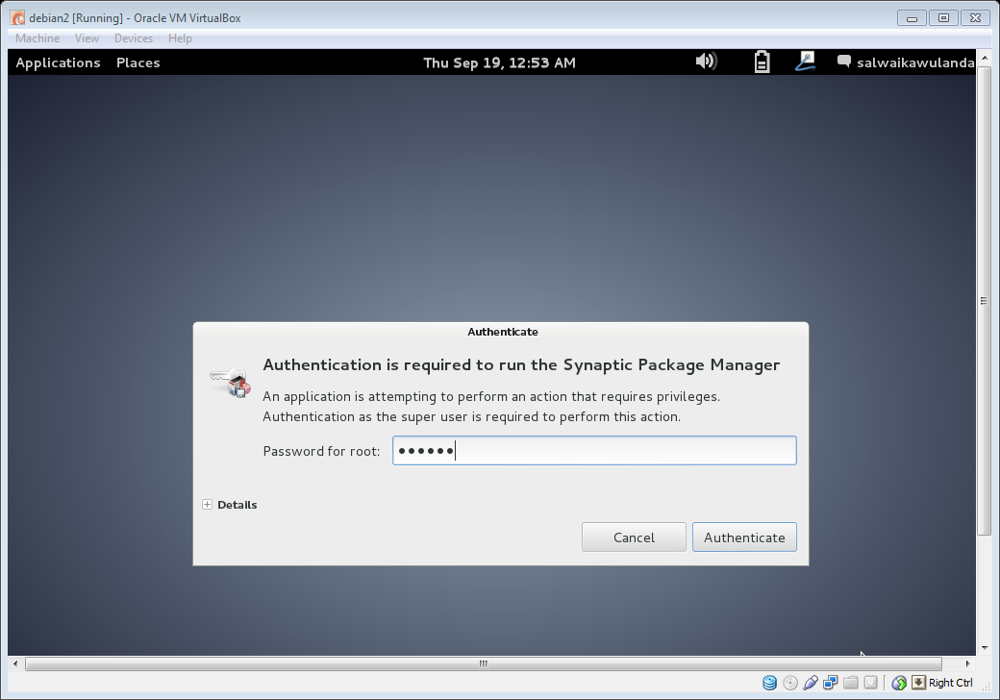 debian2 [Running] - Oracle VM VirtualBox
Machine View Devices Help
Applications Places Thu Sep 19, 12:53 AM salwaikawulanda
Authenticate
Authentication is required to run the Synaptic Package Manager
An application is attempting to perform an action that requires privileges.
Authentication as the super user is required to perform this action.
Password for root: ••••••
Details
Cancel Authenticate
Right Ctrl